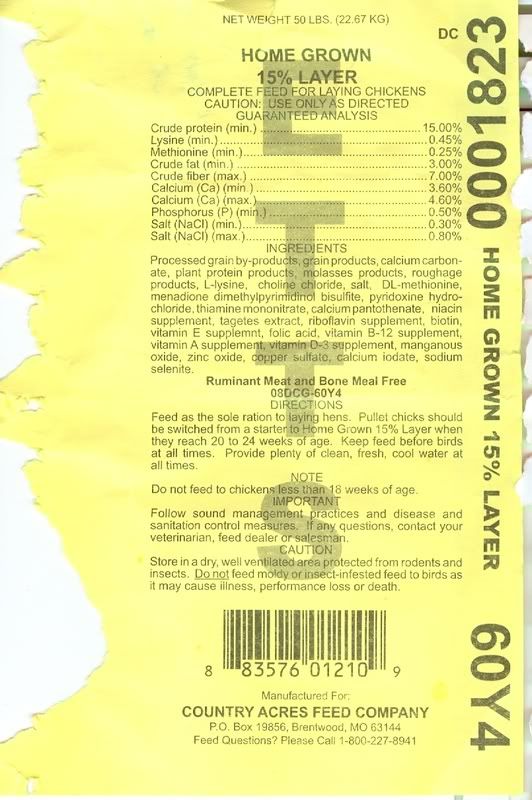 NET WEIGHT 50 LBS. (22.67 KG)
DC
HOME GROWN
15% LAYER
COMPLETE FEED FOR LAYING CHICKENS
CAUTION: USE ONLY AS DIRECTED
GUARANTEED ANALYSIS
Crude protein (min.) 15.00%
Lysine (min.) 0.45%
Methionine (min.) 0.25%
Crude fat (min.) 3.00%
Crude fiber (max.) 7.00%
Calcium (Ca) (min.) 3.60%
Calcium (Ca) (max.) 4.60%
Phosphorus (P) (min.) 0.50%
Salt (NaCl) (min.) 0.30%
Salt (NaCl) (max.) 0.80%
INGREDIENTS
Processed grain by-products, grain products, calcium carbon-
ate, plant protein products, molasses products, roughage
products, L-lysine, choline chloride, salt, DL-methionine,
menadione dimethylpyrimidinol bisulfite, pyridoxine hydro-
chloride, thiamine mononitrate, calcium pantothenate, niacin
supplement, tagetes extract, riboflavin supplement, biotin,
vitamin E supplemnt, folic acid, vitamin B-12 supplement,
vitamin A supplement, vitamin D-3 supplement, manganous
oxide, zinc oxide, copper sulfate, calcium iodate, sodium
selenite.
Ruminant Meat and Bone Meal Free
08DCG-60Y4
DIRECTIONS
Feed as the sole ration to laying hens. Pullet chicks should
be switched from a starter to Home Grown 15% Layer when
they reach 20 to 24 weeks of age. Keep feed before birds
at all times. Provide plenty of clean, fresh, cool water at
all times.
NOTE
Do not feed to chickens less than 18 weeks of age.
IMPORTANT
Follow sound management practices and disease and
sanitation control measures. If any questions, contact your
veterinarian, feed dealer or salesman.
CAUTION
Store in a dry, well ventilated area protected from rodents and
insects. Do not feed moldy or insect-infested feed to birds as
it may cause illness, performance loss or death.
8 83576 01210 9
Manufactured For:
COUNTRY ACRES FEED COMPANY
P.O. Box 19856, Brentwood, MO 63144
Feed Questions? Please Call 1-800-227-8941
0001823
HOME GROWN 15% LAYER
60Y4